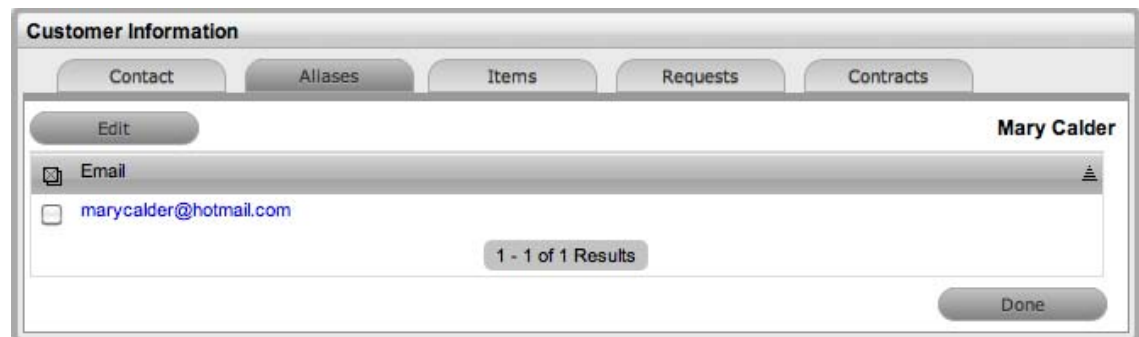 Customer Information
Contact Aliases Items Requests Contracts
Edit Mary Calder
Email
marycalder@hotmail.com
1 - 1 of 1 Results
Done